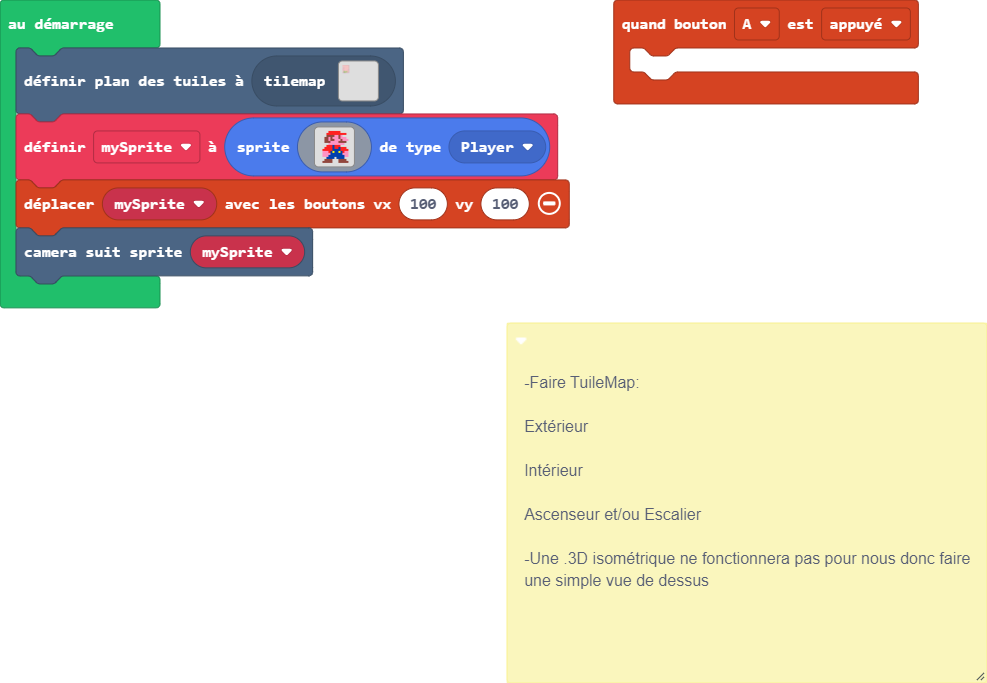 au démarrage
définir plan des tuiles à tilemap
définir mySprite à sprite de type Player
déplacer mySprite avec les boutons vx 100 vy 100
camera suit sprite mySprite
quand bouton A est appuyé
-Faire TuileMap:
Extérieur
Intérieur
Ascenseur et/ou Escalier
-Une .3D isométrique ne fonctionnera pas pour nous donc faire
une simple vue de dessus